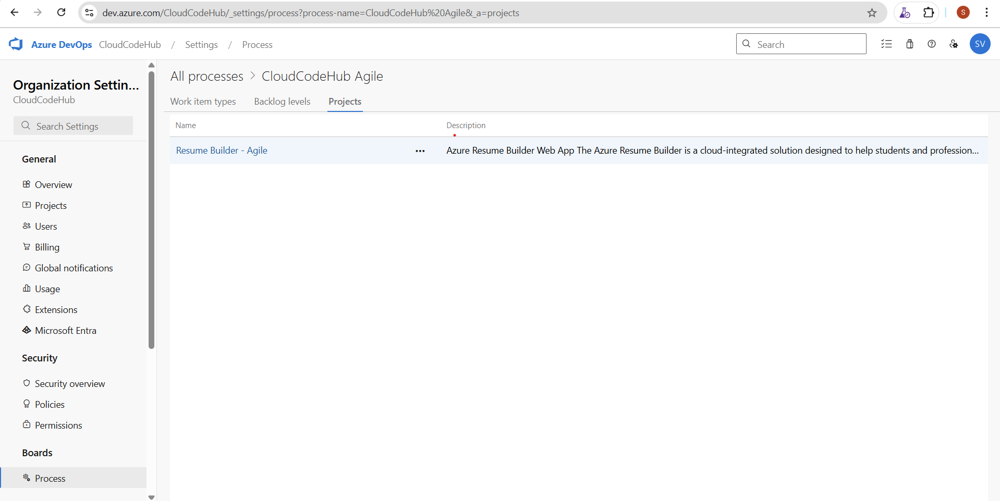 dev.azure.com/CloudCodeHub/_settings/process?process-name=CloudCodeHub%20Agile&_a=projects
S
Azure DevOps CloudCodeHub / Settings / Process
Search
SV
Organization Settin...
CloudCodeHub
Search Settings
General
Overview
Projects
Users
Billing
Global notifications
Usage
Extensions
Microsoft Entra
Security
Security overview
Policies
Permissions
Boards
Process
All processes > CloudCodeHub Agile
Work item types Backlog levels Projects
Name Description
Resume Builder - Agile ••• Azure Resume Builder Web App The Azure Resume Builder is a cloud-integrated solution designed to help students and profession...